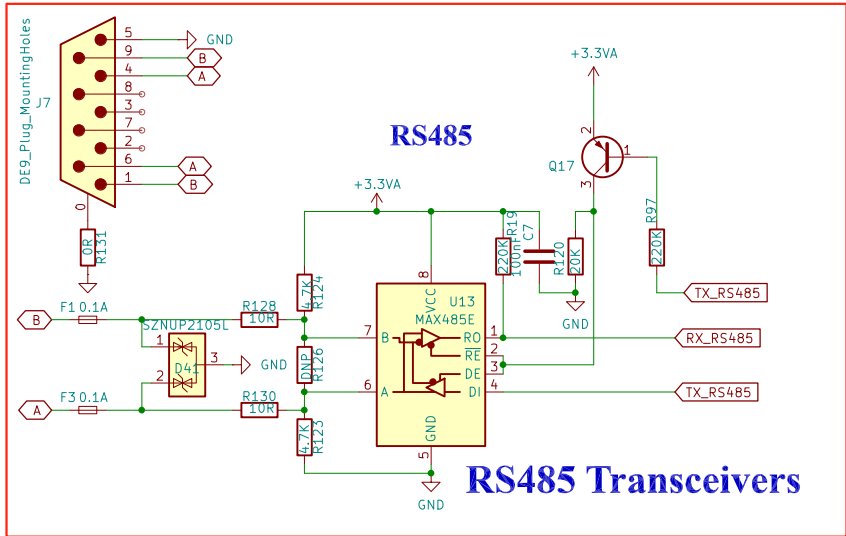 DE9_Plug_MountingHoles
J7
5
GND
9
B
4
A
8
3
7
2
6
A
1
B
0
0R
R131
RS485
+3.3VA
2
Q17
1
3
R97
220K
TX_RS485
+3.3VA
4.7K
R124
8
220K
R19
100nF
C7
R120
20K
GND
B
F1 0.1A
SZNUP2105L
R128
10R
1
D41
3
GND
2
A
F3 0.1A
R130
10R
DNP
R126
4.7K
R123
7
6
U13
MAX485E
VCC
B
A
RO
RE
DE
DI
GND
1
2
3
4
5
RX_RS485
TX_RS485
GND
RS485 Transceivers